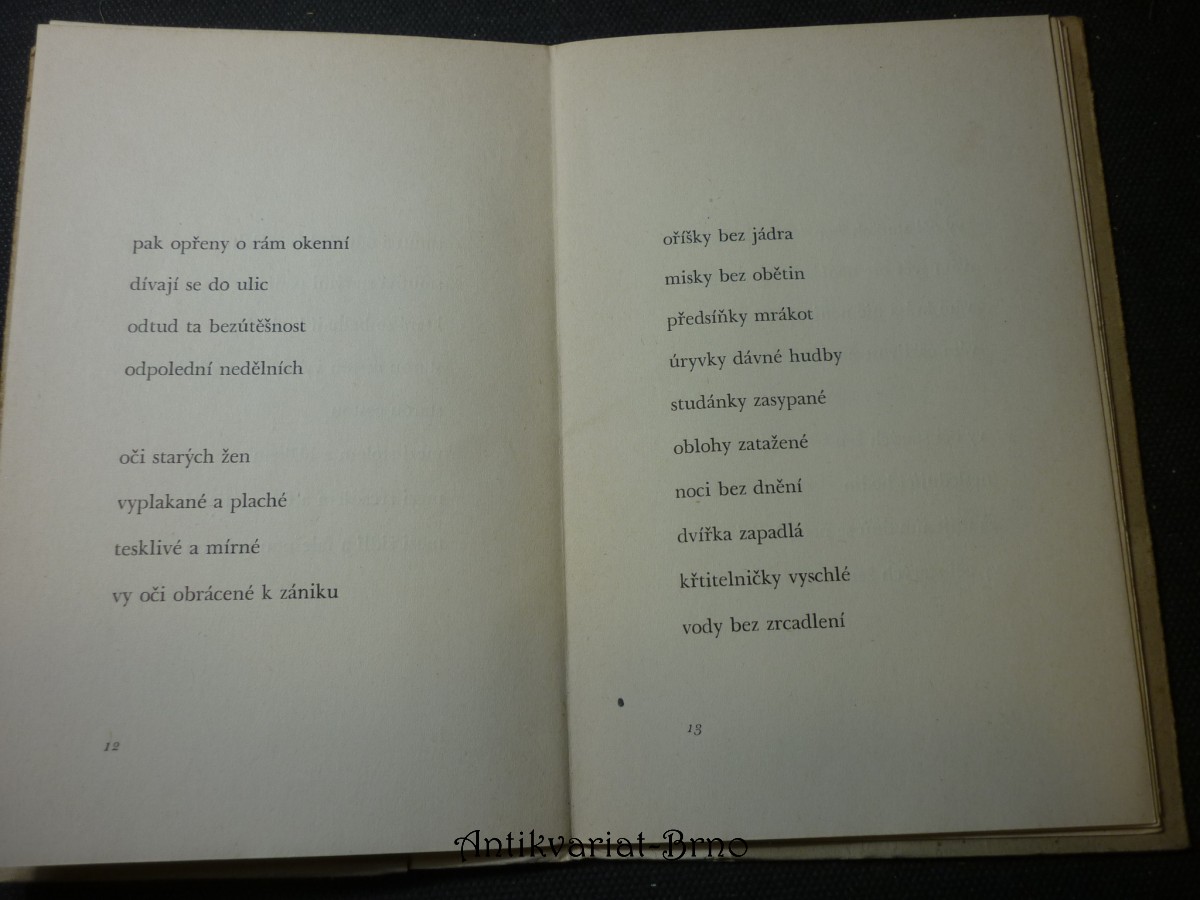 pak opřeny o rám okenní
dívají se do ulic
odtud ta bezútěšnost
odpolední nedělních
oči starých žen
vyplakané a plaché
tesklivé a mírné
vy oči obrácené k zániku
12
oříšky bez jádra
misky bez obětin
předsíňky mrákot
úryvky dávné hudby
studánky zasypané
oblohy zatažené
noci bez dnění
dvířka zapadlá
křtitelničky vyschlé
vody bez zrcadlení
13
Antikvariat-Brno